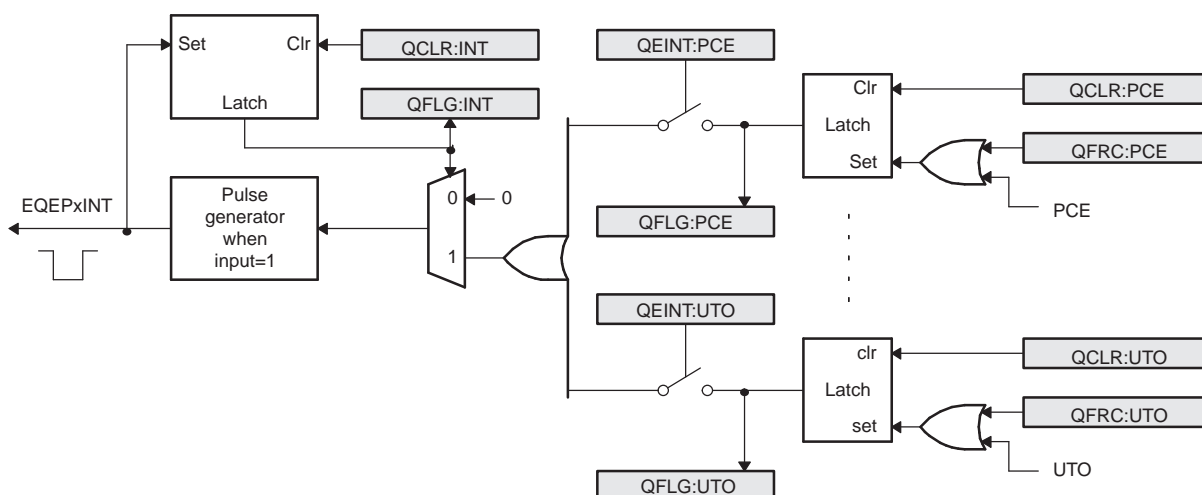 Set
Clr
Latch
QCLR:INT
QFLG:INT
EQEPxINT
Pulse
generator
when
input=1
0
0
1
QEINT:PCE
QFLG:PCE
Clr
Latch
Set
QCLR:PCE
QFRC:PCE
PCE
QEINT:UTO
QFLG:UTO
clr
Latch
set
QCLR:UTO
QFRC:UTO
UTO